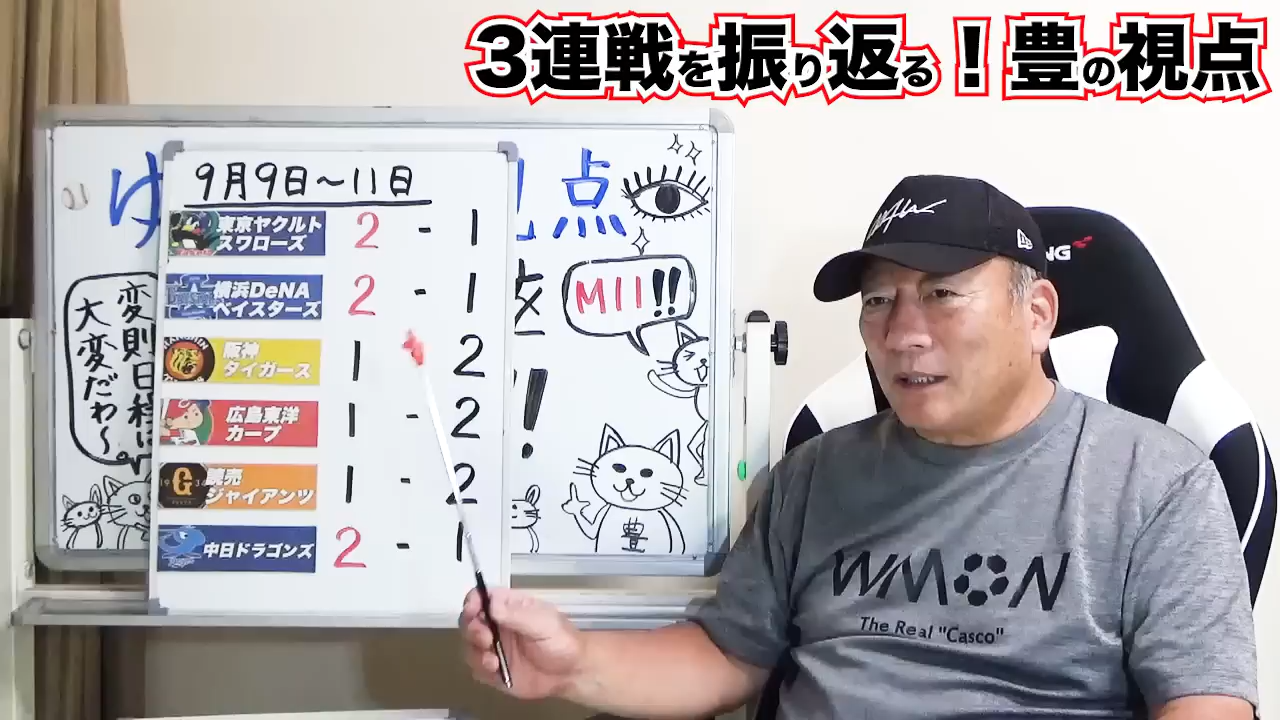 3連戦を振り返る!豊の視点
9月9日~11日
東京ヤクルト
スワローズ
2 - 1
横浜DeNA
ベイスターズ
2 - 1
阪神
タイガース
1 2
広島東洋
カープ
1 - 2
読売
ジャイアンツ
1 - 2
中日ドラゴンズ
2 - 1
ゆ
視点
M11!!
変則日程は
大変だわ~
豊
G
NG
WMON
The Real "Casco"